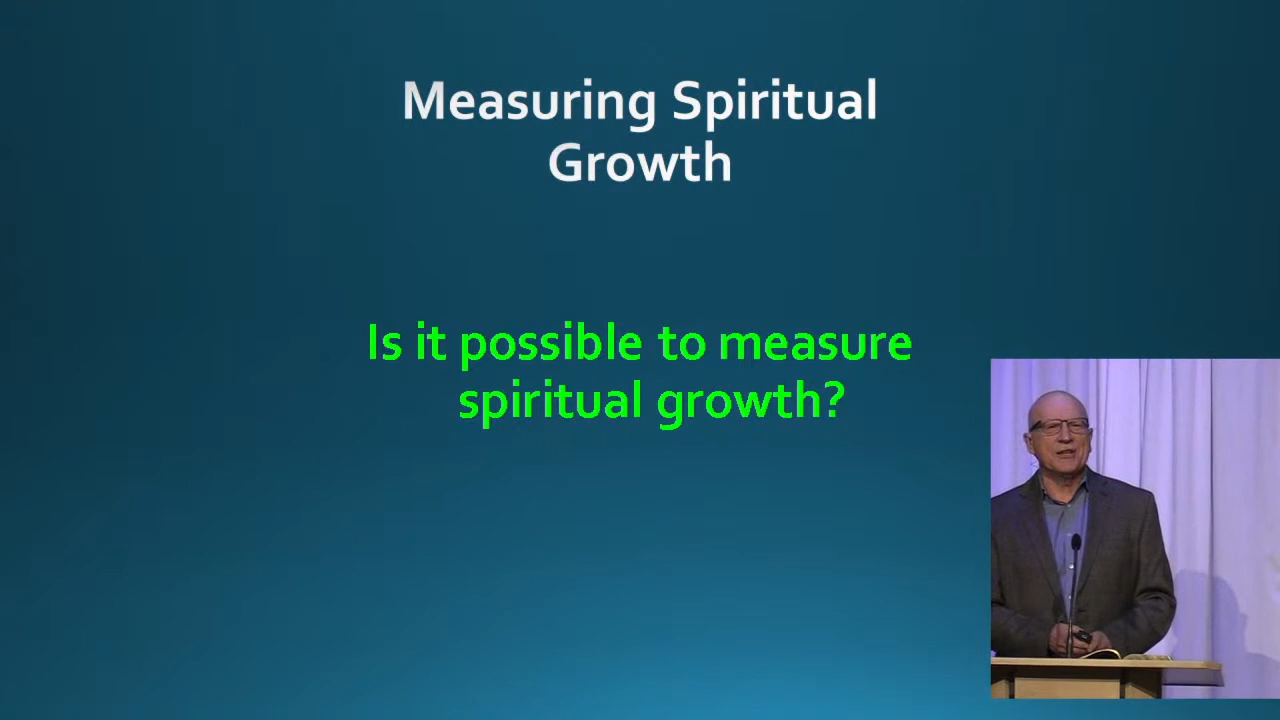 Measuring Spiritual
Growth
Is it possible to measure
spiritual growth?